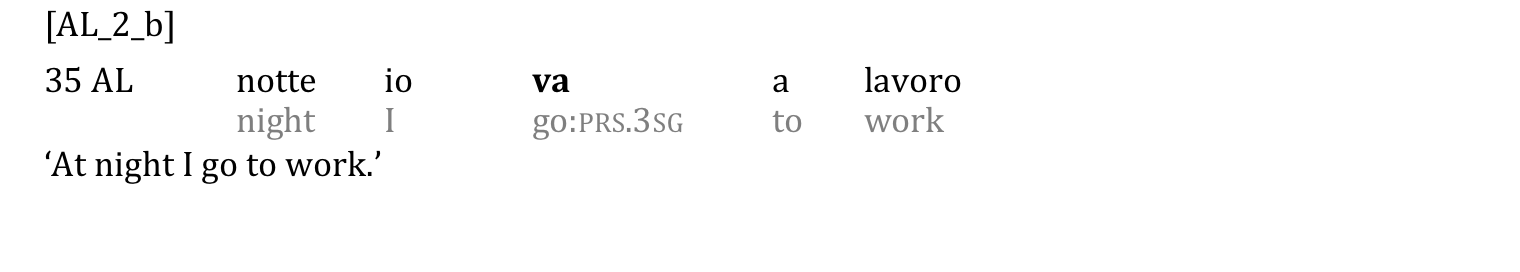 [AL_2_b]
35 AL notte io va a lavoro
night I go:PRS.3SG to work
‘At night I go to work.’